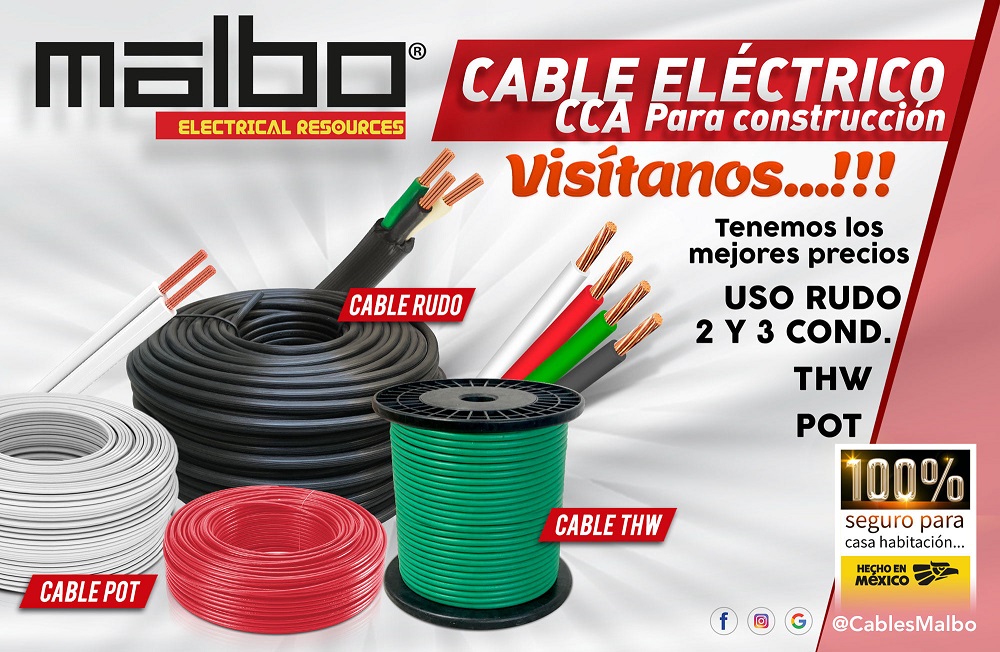 malbo®
ELECTRICAL RESOURCES
CABLE ELÉCTRICO
CCA Para construcción
Visítanos...!!!
Tenemos los
mejores precios
USO RUDO
2 Y 3 COND.
THW
POT
CABLE RUDO
CABLE THW
CABLE POT
100%
seguro para
casa habitación...
HECHO EN
MÉXICO
@CablesMalbo